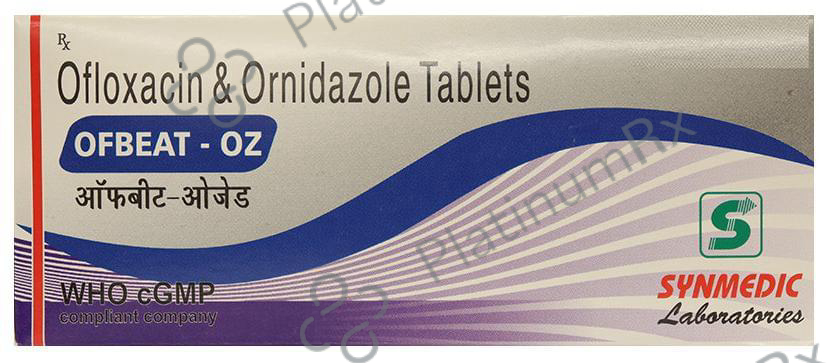 Rx
Ofloxacin & Ornidazole Tablets
OFBEAT - OZ
ऑफबीट-ओजेड
WHO cGMP
compliant company
S
SYNMEDIC
Laboratories
PlatinumRx
PlatinumRx